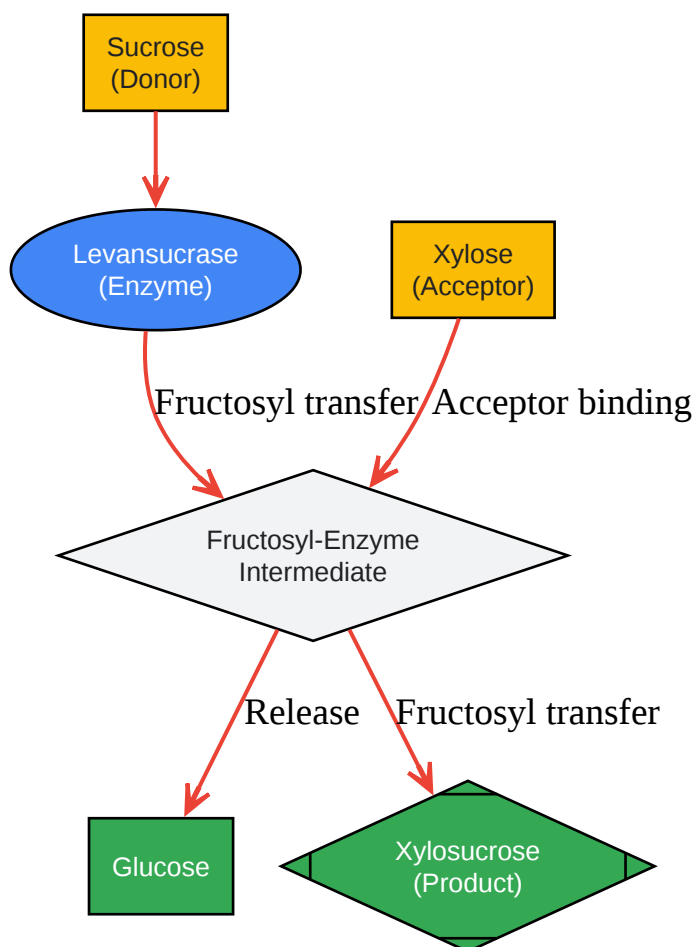 Sucrose
(Donor)
Levansucrase
(Enzyme)
Xylose
(Acceptor)
Fructosyl transfer
Acceptor binding
Fructosyl-Enzyme
Intermediate
Release
Fructosyl transfer
Glucose
Xylosucrose
(Product)